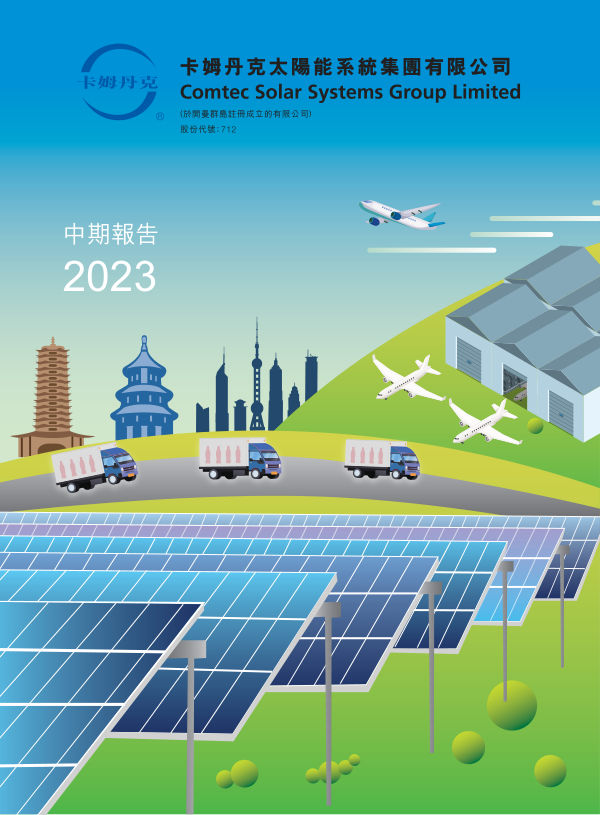 卡姆丹克
®
卡姆丹克太陽能系統集團有限公司
Comtec Solar Systems Group Limited
(於開曼群島註冊成立的有限公司)
股份代號：712
中期報告
2023